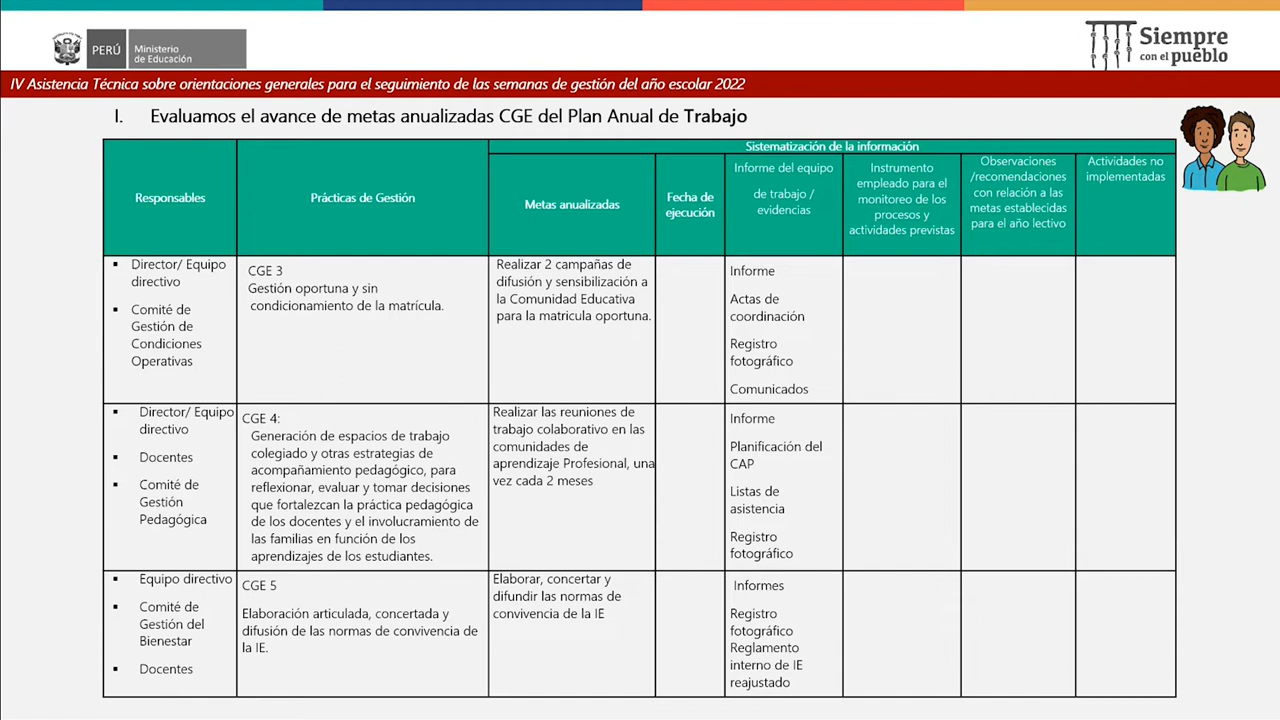 PERÚ
Ministerio
de Educación
Siempre
con el pueblo
IV Asistencia Técnica sobre orientaciones generales para el seguimiento de las semanas de gestión del año escolar 2022
I. Evaluamos el avance de metas anualizadas CGE del Plan Anual de Trabajo
Responsables
Prácticas de Gestión
Sistematización de la información
Metas anualizadas
Fecha de
ejecución
Informe del equipo
de trabajo /
evidencias
Instrumento
empleado para el
monitoreo de los
procesos y
actividades previstas
Observaciones
/recomendaciones
con relación a las
metas establecidas
para el año lectivo
Actividades no
implementadas
▪ Director/ Equipo
directivo
▪ Comité de
Gestión de
Condiciones
Operativas
CGE 3
Gestión oportuna y sin
condicionamiento de la matrícula.
Realizar 2 campañas de
difusión y sensibilización a
la Comunidad Educativa
para la matricula oportuna.
Informe
Actas de
coordinación
Registro
fotográfico
Comunicados
▪ Director/ Equipo
directivo
▪ Docentes
▪ Comité de
Gestión
Pedagógica
CGE 4:
Generación de espacios de trabajo
colegiado y otras estrategias de
acompañamiento pedagógico, para
reflexionar, evaluar y tomar decisiones
que fortalezcan la práctica pedagógica
de los docentes y el involucramiento de
las familias en función de los
aprendizajes de los estudiantes.
Realizar las reuniones de
trabajo colaborativo en las
comunidades de
aprendizaje Profesional, una
vez cada 2 meses
Informe
Planificación del
CAP
Listas de
asistencia
Registro
fotográfico
▪ Equipo directivo
▪ Comité de
Gestión del
Bienestar
▪ Docentes
CGE 5
Elaboración articulada, concertada y
difusión de las normas de convivencia de
la IE.
Elaborar, concertar y
difundir las normas de
convivencia de la IE
Informes
Registro
fotográfico
Reglamento
interno de IE
reajustado